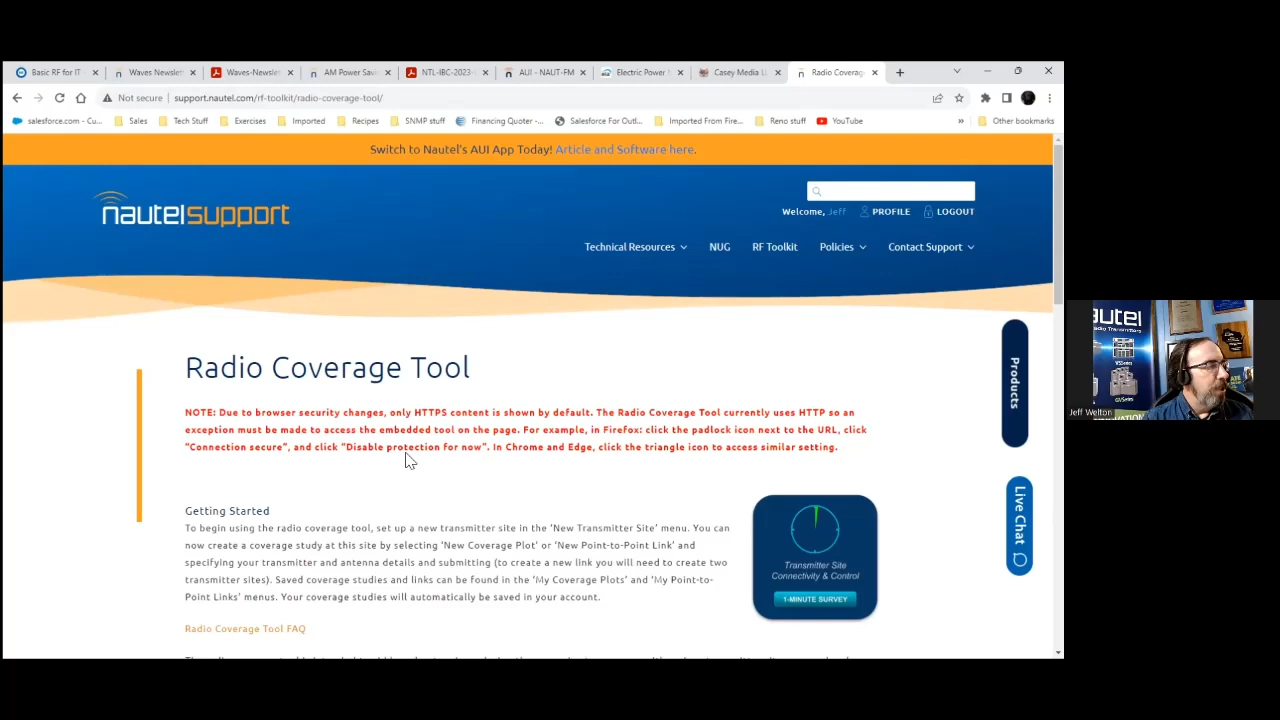 Basic RF for IT
Waves Newslet
Waves-Newslet
AM Power Savi
NTL-IBC-2023-
AUI - NAUT-FM
Electric Power M
Casey Media LL
Radio Coverag
Not secure
support.nautel.com/rf-toolkit/radio-coverage-tool/
salesforce.com - Cu...
Sales
Tech Stuff
Exercises
Imported
Recipes
SNMP stuff
Financing Quoter -...
Salesforce For Outl...
Imported From Fire...
Reno stuff
YouTube
»
Other bookmarks
Switch to Nautel's AUI App Today! Article and Software here.
nautelsupport
Welcome, Jeff PROFILE LOGOUT
Technical Resources NUG RF Toolkit Policies Contact Support
Radio Coverage Tool
NOTE: Due to browser security changes, only HTTPS content is shown by default. The Radio Coverage Tool currently uses HTTP so an
exception must be made to access the embedded tool on the page. For example, in Firefox: click the padlock icon next to the URL, click
"Connection secure", and click "Disable protection for now". In Chrome and Edge, click the triangle icon to access similar setting.
Getting Started
To begin using the radio coverage tool, set up a new transmitter site in the 'New Transmitter Site' menu. You can
now create a coverage study at this site by selecting 'New Coverage Plot' or 'New Point-to-Point Link' and
specifying your transmitter and antenna details and submitting (to create a new link you will need to create two
transmitter sites). Saved coverage studies and links can be found in the 'My Coverage Plots' and 'My Point-to-
Point Links' menus. Your coverage studies will automatically be saved in your account.
Radio Coverage Tool FAQ
Transmitter Site
Connectivity & Control
1-MINUTE SURVEY
Products
Live Chat
autel
Jeff Welton